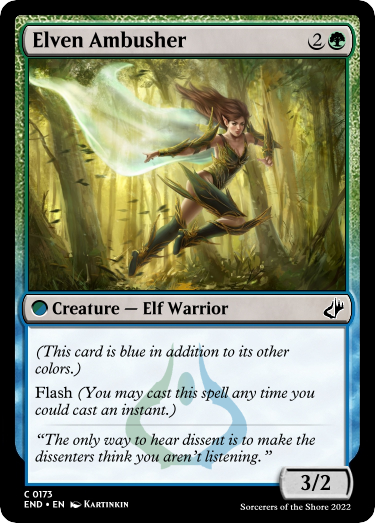 Elven Ambusher 2
Creature — Elf Warrior
(This card is blue in addition to its other
colors.)
Flash (You may cast this spell any time you
could cast an instant.)
“The only way to hear dissent is to make the
dissenters think you aren’t listening.”
3/2
C 0173
END • EN Kartinkin
Sorcerers of the Shore 2022